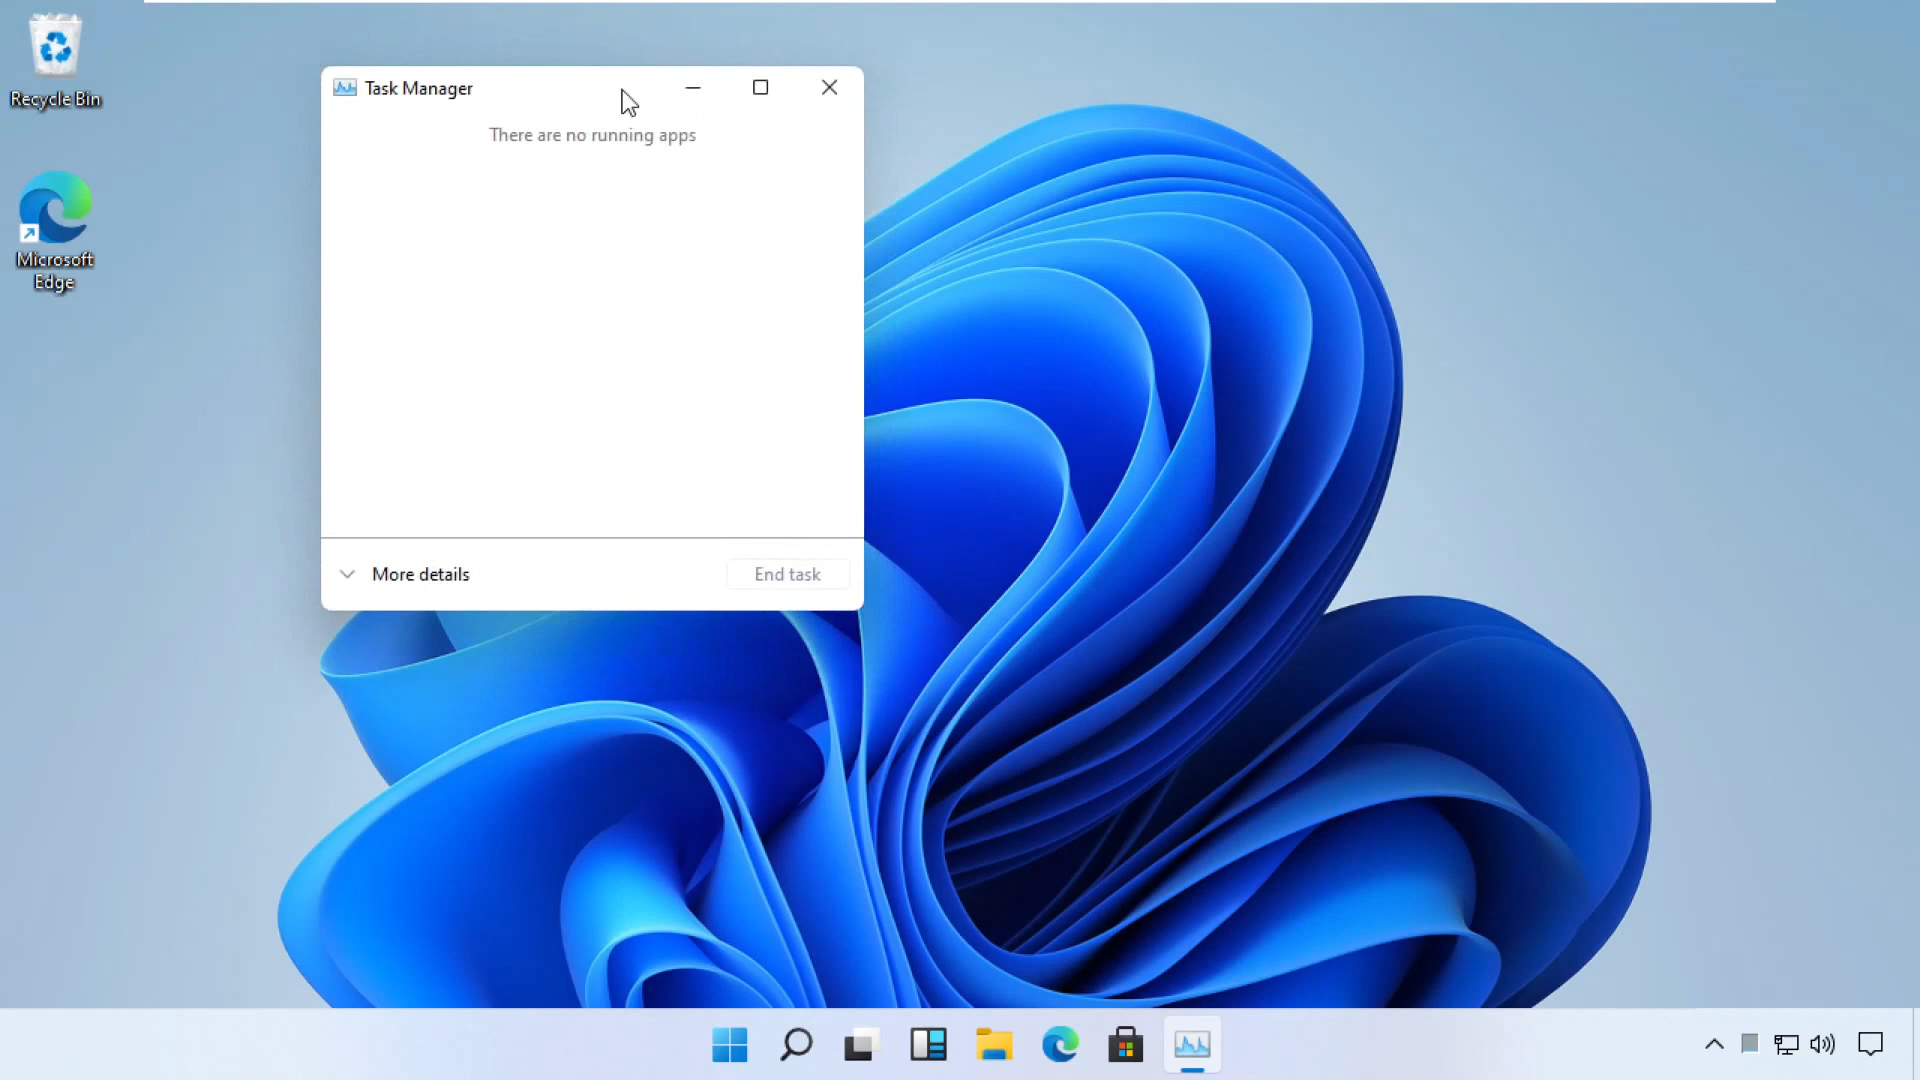 Recycle Bin
Microsoft
Edge
Task Manager
There are no running apps
More details
End task